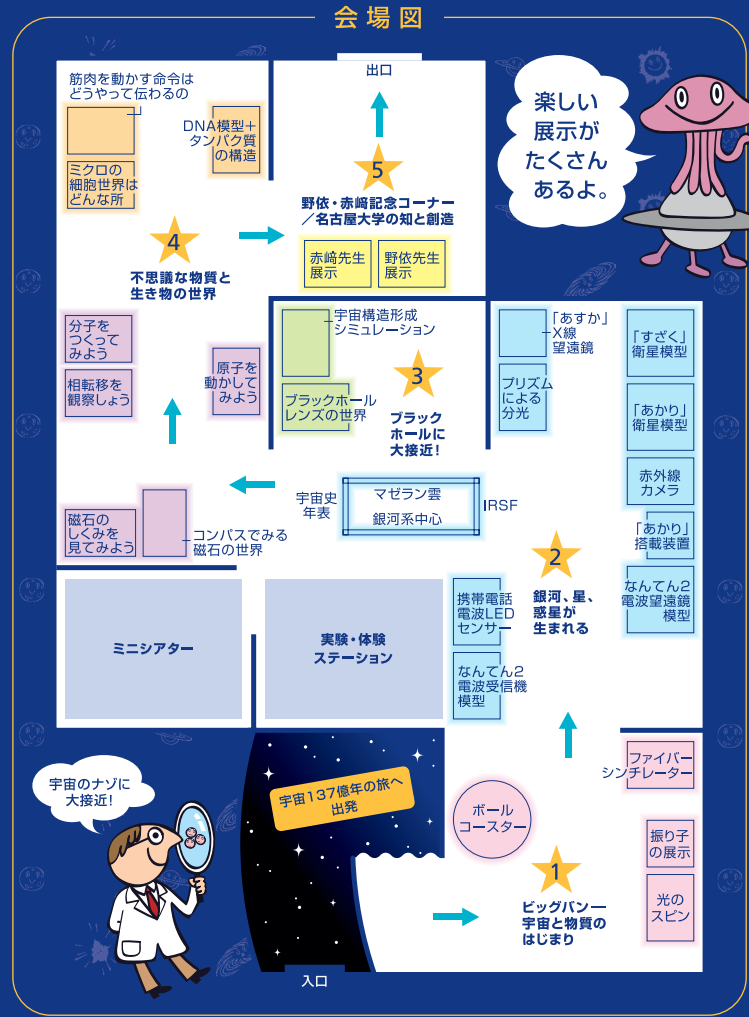 会場図
筋肉を動かす命令は
どうやって伝わるの
DNA模型＋
タンパク質
の構造
ミクロの
細胞世界は
どんな所
出口
5
野依・赤﨑記念コーナー
／名古屋大学の知と創造
赤﨑先生
展示
野依先生
展示
楽しい
展示が
たくさん
あるよ。
4
不思議な物質と
生き物の世界
分子を
つくって
みよう
相転移を
観察しよう
原子を
動かして
みよう
宇宙構造形成
シミュレーション
ブラックホール
レンズの世界
3
ブラック
ホールに
大接近！
「あすか」
X線
望遠鏡
プリズム
による
分光
「すざく」
衛星模型
「あかり」
衛星模型
赤外線
カメラ
「あかり」
搭載装置
なんてん2
電波望遠鏡
模型
磁石の
しくみを
見てみよう
コンパスでみる
磁石の世界
宇宙史
年表
マゼラン雲
銀河系中心
IRSF
2
銀河、星、
惑星が
生まれる
携帯電話
電波LED
センサー
なんてん2
電波受信機
模型
ミニシアター
実験・体験
ステーション
宇宙のナゾに
大接近！
宇宙137億年の旅へ
出発
ボール
コースター
ファイバー
シンチレーター
振り子
の展示
光の
スピン
1
ビッグバン―
宇宙と物質の
はじまり
入口